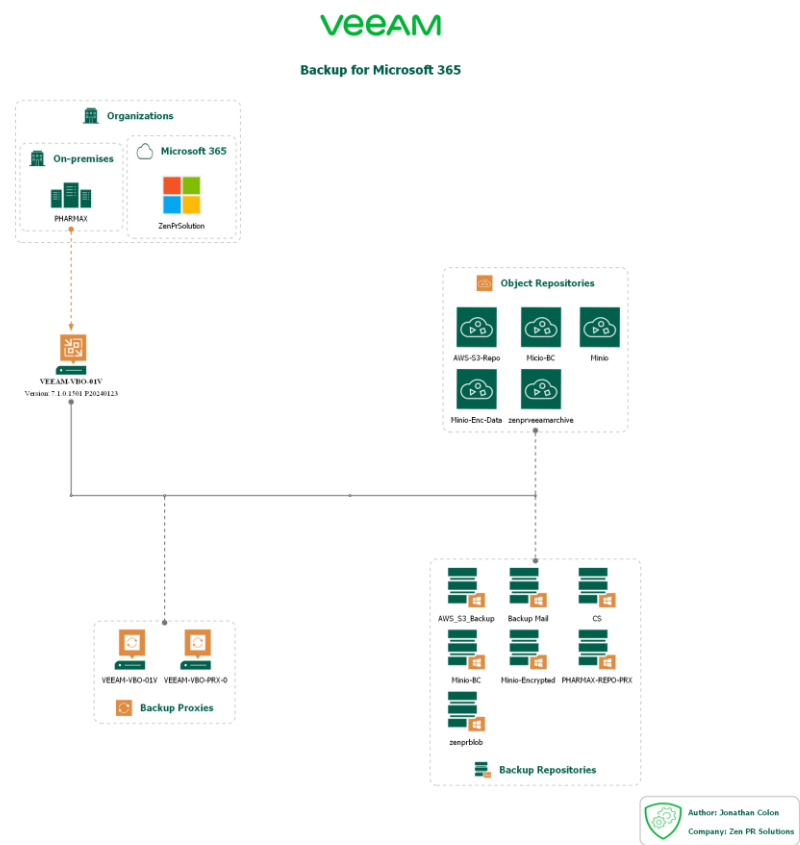 veeAM
Backup for Microsoft 365
Organizations
On-premises
Microsoft 365
PHARMAX
ZenPrSolution
Object Repositories
AWS-S3-Repo
Micio-BC
Minio
Minio-Enc-Data
zenprveeamarchive
VEEAM-VBO-01V
Version: 7.1.0.1501 P20240123
AWS_S3_Backup
Backup Mail
CS
Minio-BC
Minio-Encrypted
PHARMAX-REPO-PRX
zenprblob
Backup Repositories
VEEAM-VBO-01V
VEEAM-VBO-PRX-0
Backup Proxies
Author: Jonathan Colon
Company: Zen PR Solutions